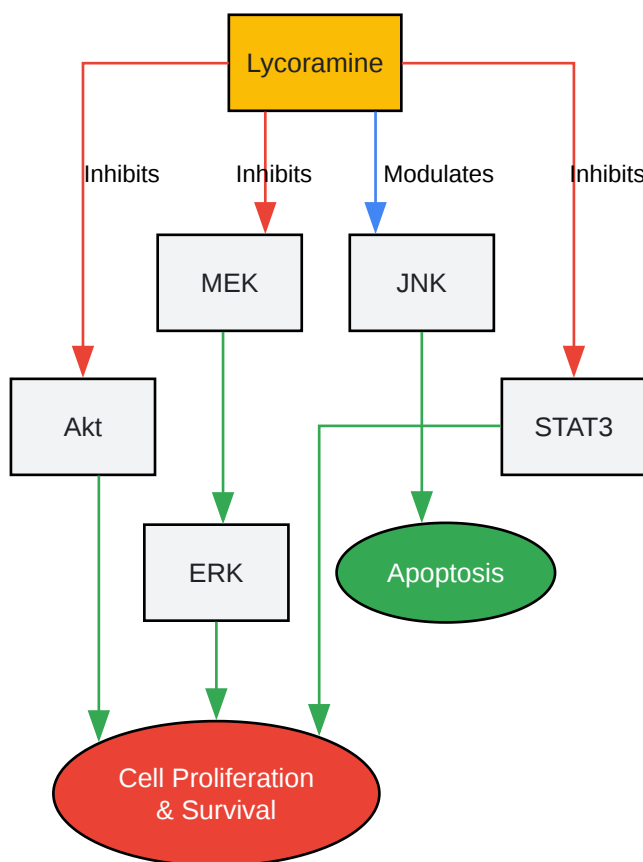 Lycoramine
Inhibits
Inhibits
Modulates
Inhibits
MEK
JNK
Akt
STAT3
ERK
Apoptosis
Cell Proliferation
& Survival